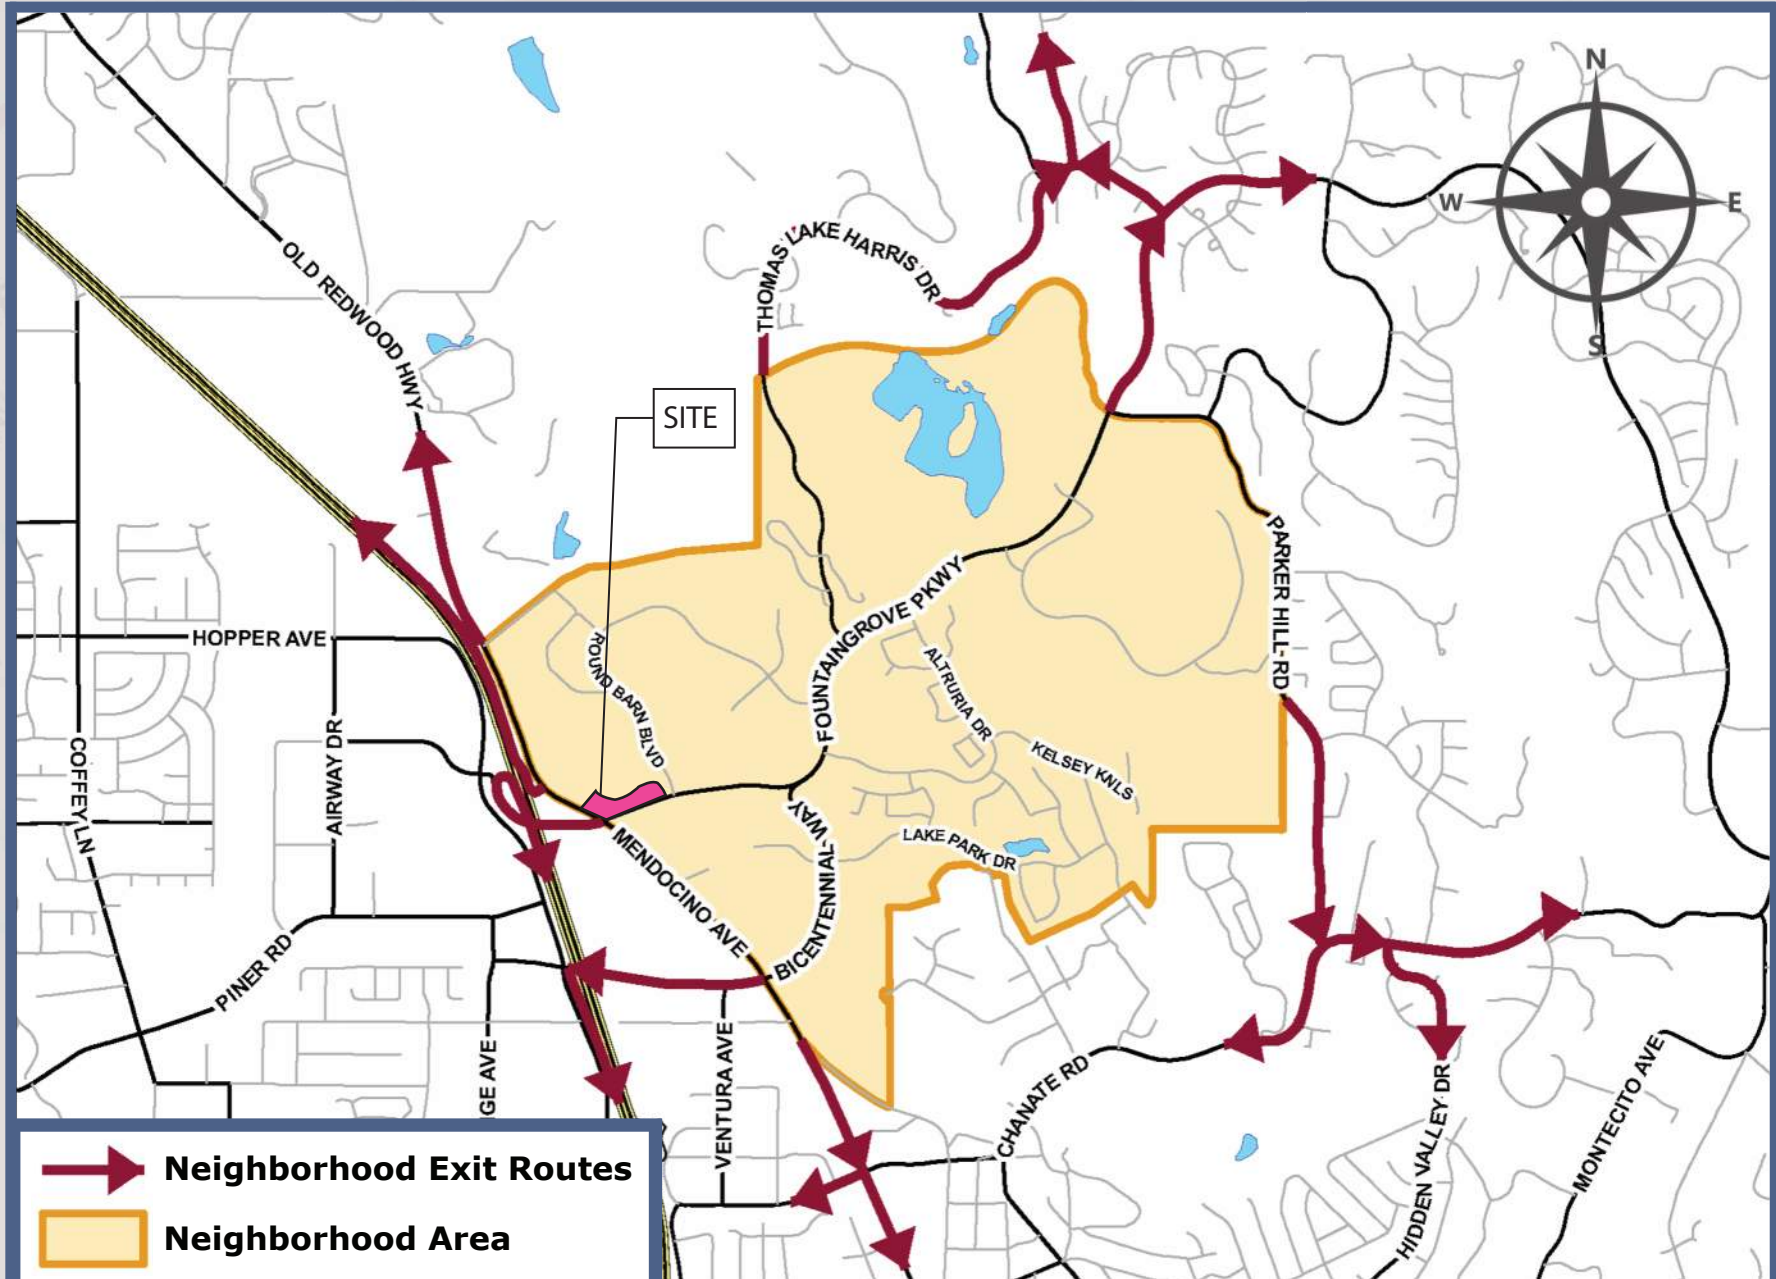 N
W
E
S
THOMAS LAKE HARRIS DR
OLD REDWOOD HWY
SITE
PARKER HILL RD
FOUNTAINGROVE PKWY
HOPPER AVE
ROUND BARN BLVD
ALTRURIA DR
KELSEY KNLS
COFFEY LN
AIRWAY DR
MENDOCINO AVE
BICENTENNIAL WAY
LAKE PARK DR
PINER RD
GE AVE
VENTURA AVE
CHANATE RD
HIDDEN VALLEY DR
MONTECITO AVE
Neighborhood Exit Routes
Neighborhood Area